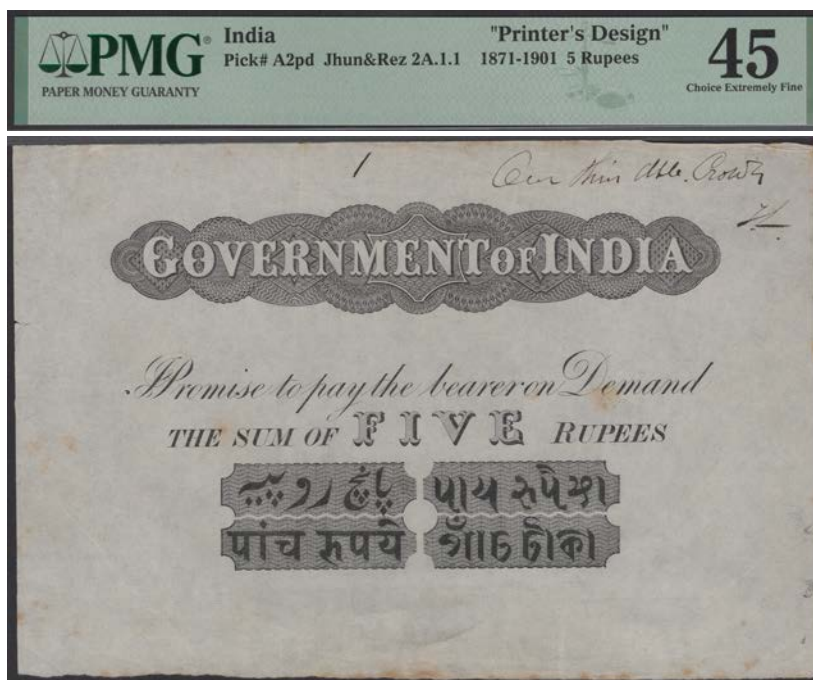 PMG®
PAPER MONEY GUARANTY
India "Printer's Design"
Pick# A2pd Jhun&Rez 2A.1.1 1871-1901 5 Rupees
45
Choice Extremely Fine
1
GOVERNMENT OF INDIA
I Promise to pay the bearer on Demand
THE SUM OF FIVE RUPEES
پانچ روپیہ
पांच रूपये পাঁচ টাকা